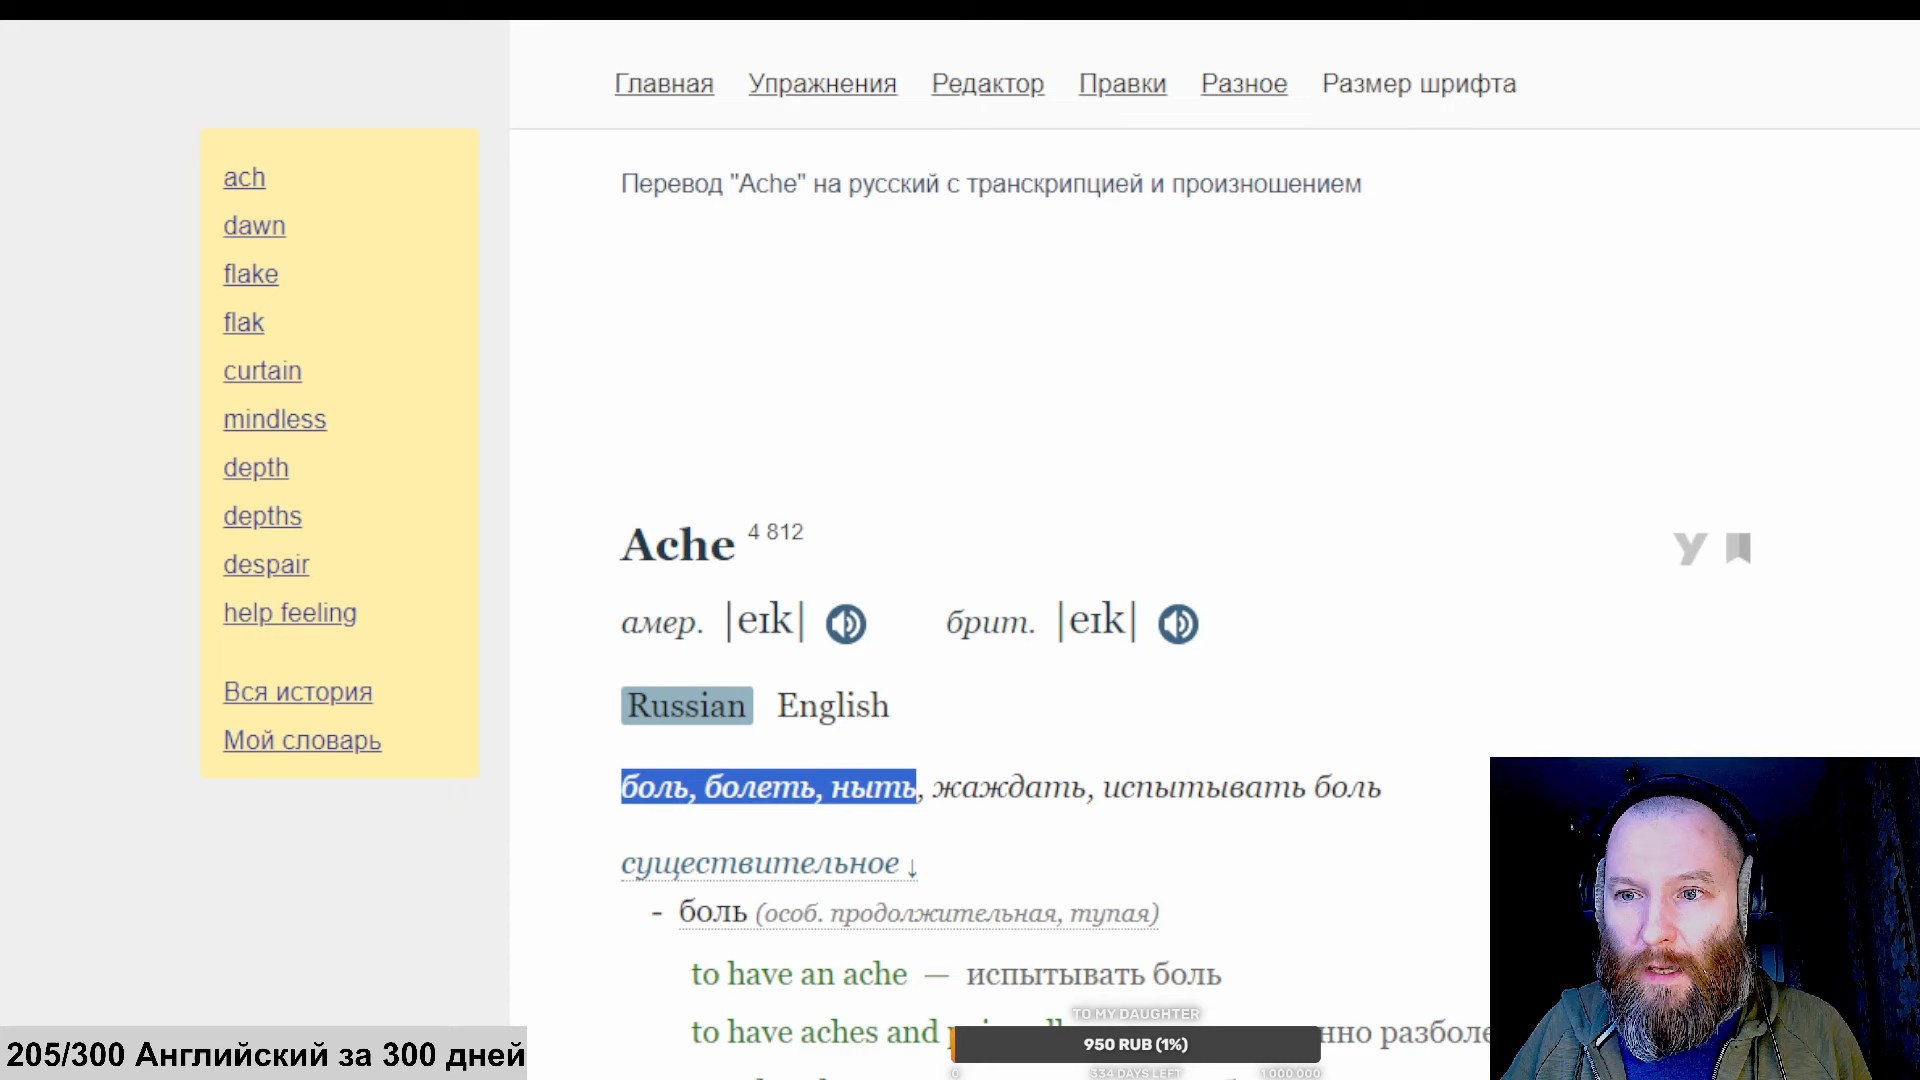 Главная Упражнения Редактор Правки Разное Размер шрифта
ach
dawn
flake
flak
curtain
mindless
depth
depths
despair
help feeling
Вся история
Мой словарь
Перевод "Ache" на русский с транскрипцией и произношением
Ache 4 812
амер. |eɪk| брит. |eɪk|
Russian English
боль, болеть, ныть, жаждать, испытывать боль
существительное ↓
- боль (особ. продолжительная, тупая)
to have an ache — испытывать боль
to have aches and
TO MY DAUGHTER
950 RUB (1%)
0 334 DAYS LEFT 1 000 000
205/300 Английский за 300 дней